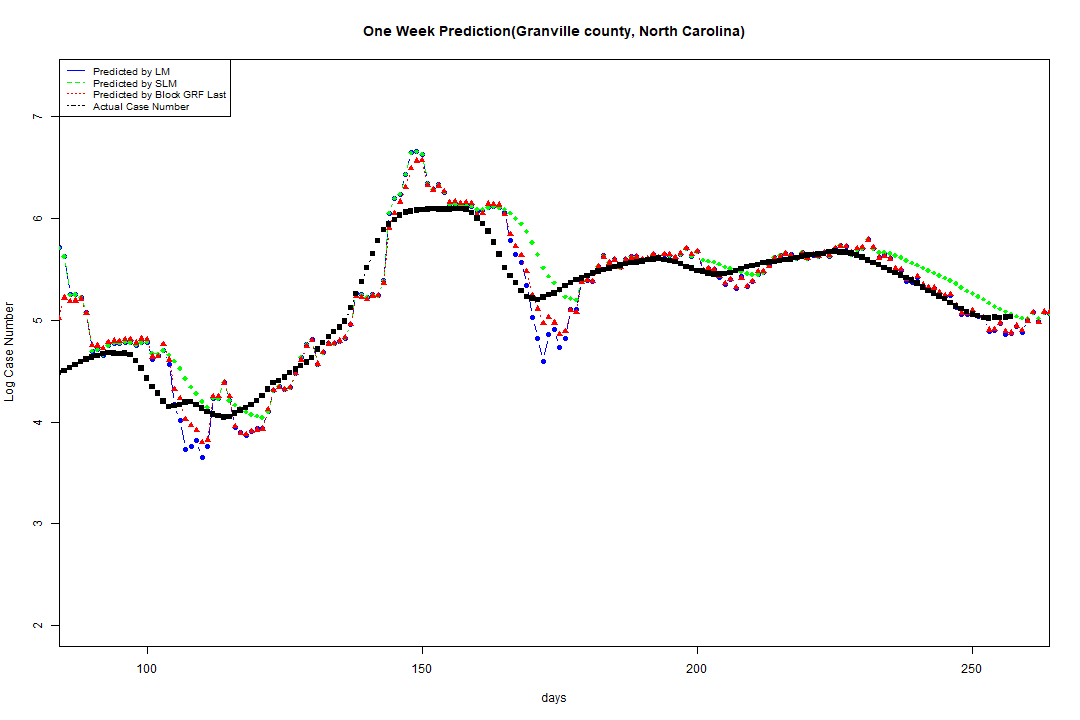 One Week Prediction(Granville county, North Carolina)
Predicted by LM
Predicted by SLM
Predicted by Block GRF Last
Actual Case Number
7
6
5
4
3
2
Log Case Number
100 150 200 250
days